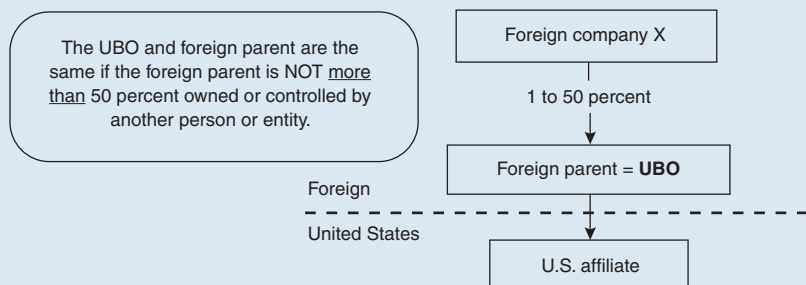 The UBO and foreign parent are the
same if the foreign parent is NOT more
than 50 percent owned or controlled by
another person or entity.
Foreign company X
1 to 50 percent
Foreign parent = UBO
Foreign
United States
U.S. affiliate